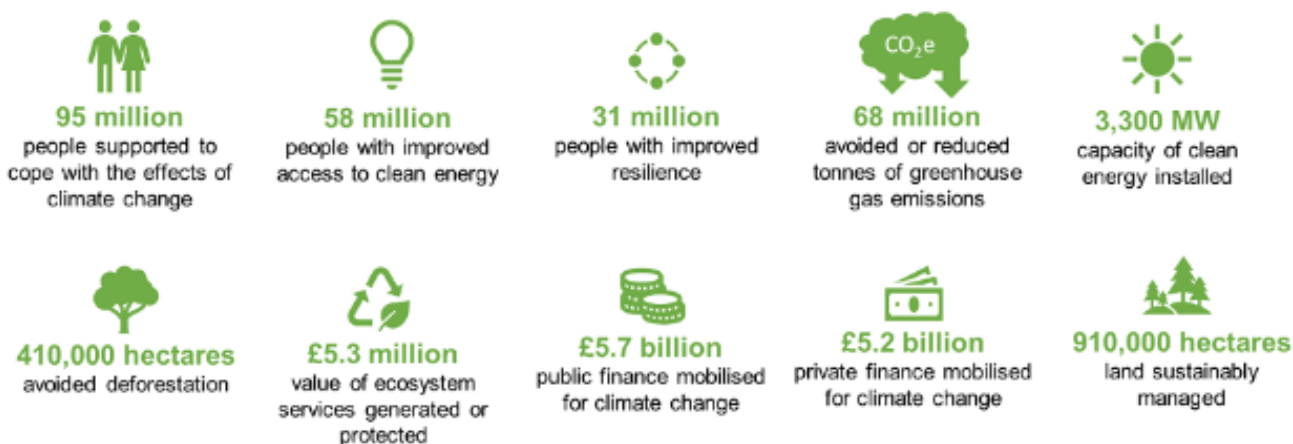 95 million
people supported to
cope with the effects of
climate change
58 million
people with improved
access to clean energy
31 million
people with improved
resilience
CO₂e
68 million
avoided or reduced
tonnes of greenhouse
gas emissions
3,300 MW
capacity of clean
energy installed
410,000 hectares
avoided deforestation
£5.3 million
value of ecosystem
services generated or
protected
£5.7 billion
public finance mobilised
for climate change
£5.2 billion
private finance mobilised
for climate change
910,000 hectares
land sustainably
managed